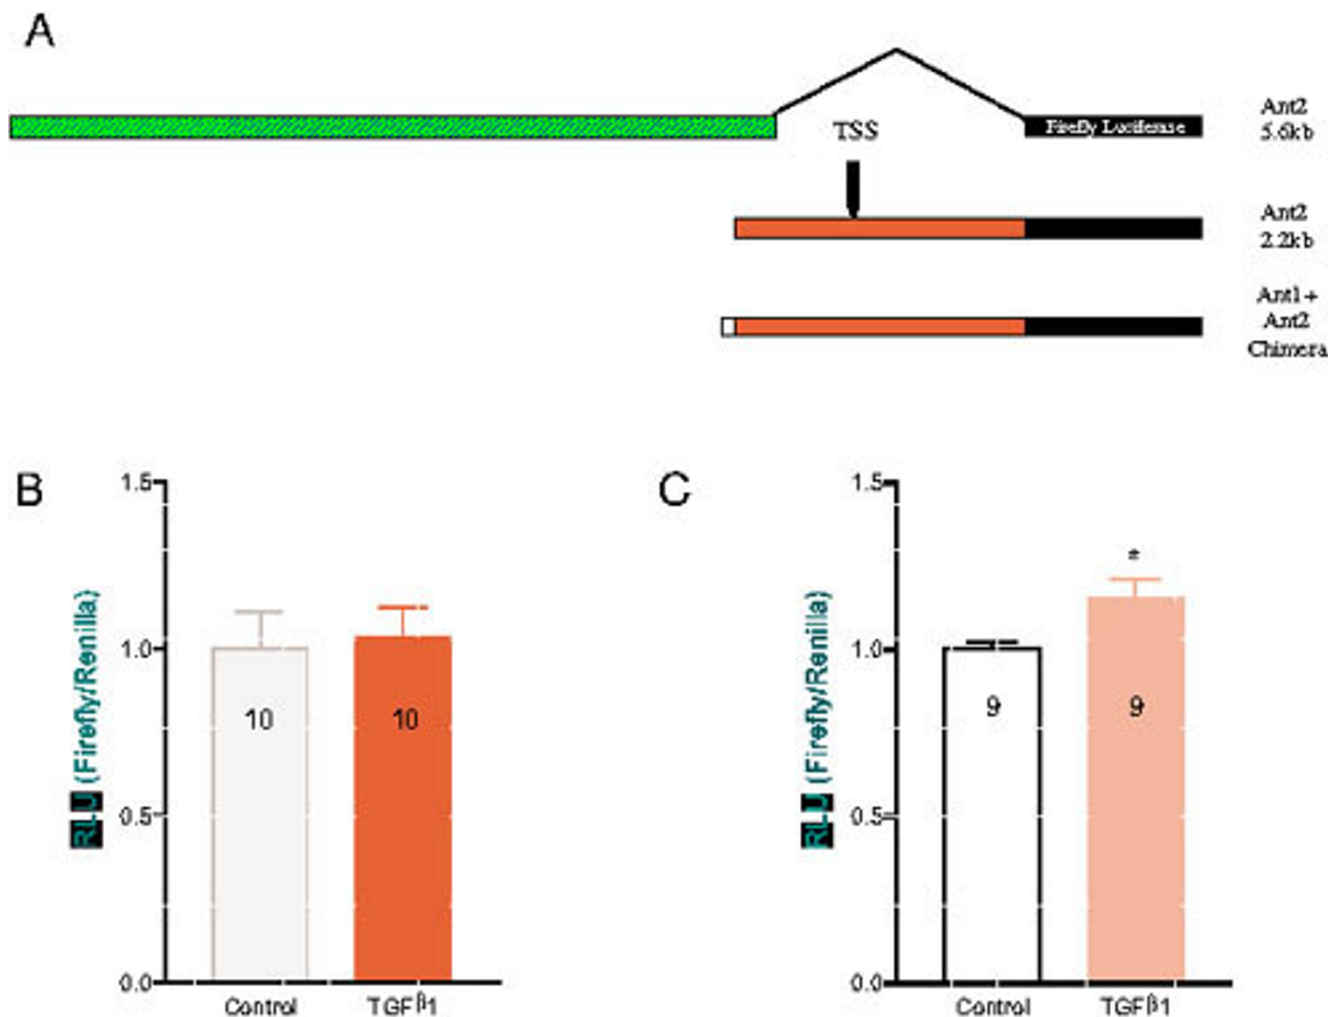 A
Ant2
5.6kb
Firefly Luciferase
TSS
Ant2
2.2kb
Ant1 +
Ant2
Chimera
B
1.5
1.0
0.5
0.0
RLU (Firefly/Renilla)
10
10
Control
TGFβ1
C
1.5
1.0
0.5
0.0
RLU (Firefly/Renilla)
*
9
9
Control
TGFβ1